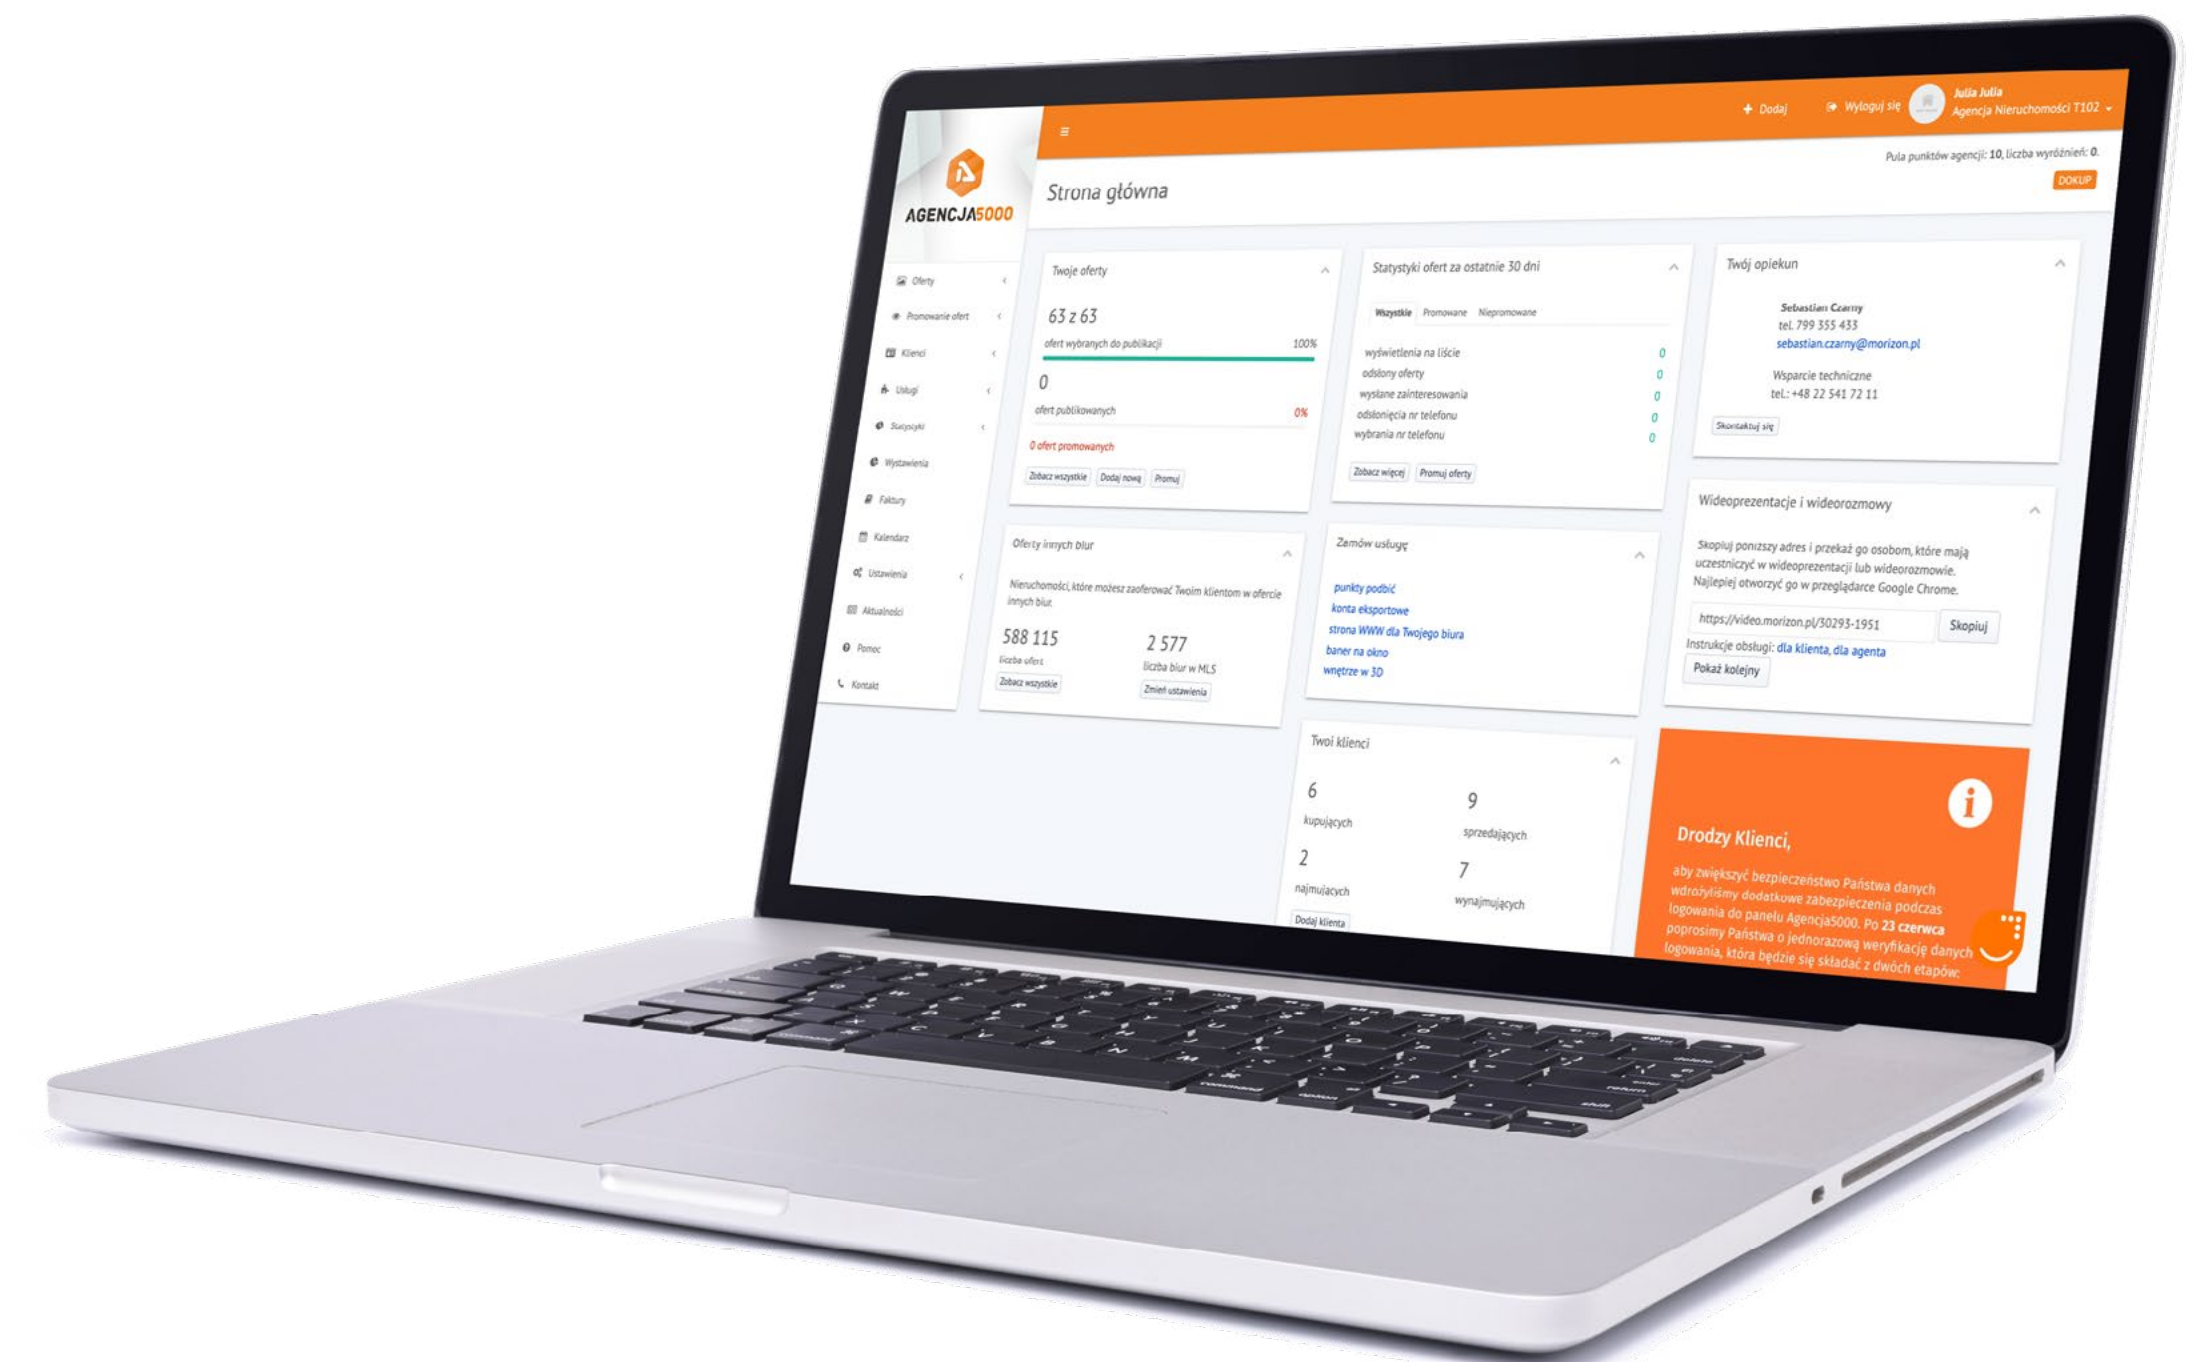 AGENCJA5000
+ Dodaj
Wyloguj się
Julia Julia
Agencja Nieruchomości T102
Strona główna
Pula punktów agencji: 10, liczba wyróżnień: 0.
DOKUP
Oferty
Promowanie ofert
Klienci
Usługi
Statystyki
Wystawienia
Faktury
Kalendarz
Ustawienia
Aktualności
Pomoc
Kontakt
Twoje oferty
63 z 63
ofert wybranych do publikacji 100%
0
ofert publikowanych 0%
0 ofert promowanych
Zobacz wszystkie Dodaj nową Promuj
Oferty innych biur
Nieruchomości, które możesz zaoferować Twoim klientom w ofercie
innych biur.
588 115 2 577
liczba ofert liczba biur w MLS
Zobacz wszystkie Zmień ustawienia
Statystyki ofert za ostatnie 30 dni
Wszystkie Promowane Niepromowane
wyświetlenia na liście 0
odsłony oferty 0
wysłane zainteresowania 0
odsłonięcia nr telefonu 0
wybrania nr telefonu 0
Zobacz więcej Promuj oferty
Zamów usługę
punkty podbić
konta eksportowe
strona WWW dla Twojego biura
baner na okno
wnętrze w 3D
Twoi klienci
6 9
kupujących sprzedających
2 7
najmujących wynajmujących
Dodaj klienta
Twój opiekun
Sebastian Czarny
tel. 799 355 433
sebastian.czarny@morizon.pl
Wsparcie techniczne
tel.: +48 22 541 72 11
Skontaktuj się
Wideoprezentacje i wideorozmowy
Skopiuj poniższy adres i przekaż go osobom, które mają
uczestniczyć w wideoprezentacji lub wideorozmowie.
Najlepiej otworzyć go w przeglądarce Google Chrome.
https://video.morizon.pl/30293-1951 Skopiuj
Instrukcje obsługi: dla klienta, dla agenta
Pokaż kolejny
Drodzy Klienci,
aby zwiększyć bezpieczeństwo Państwa danych
wdrożyliśmy dodatkowe zabezpieczenia podczas
logowania do panelu Agencja5000. Po 23 czerwca
poprosimy Państwa o jednorazową weryfikację danych
logowania, która będzie się składać z dwóch etapów:
command
option
delete
enter
return
shift